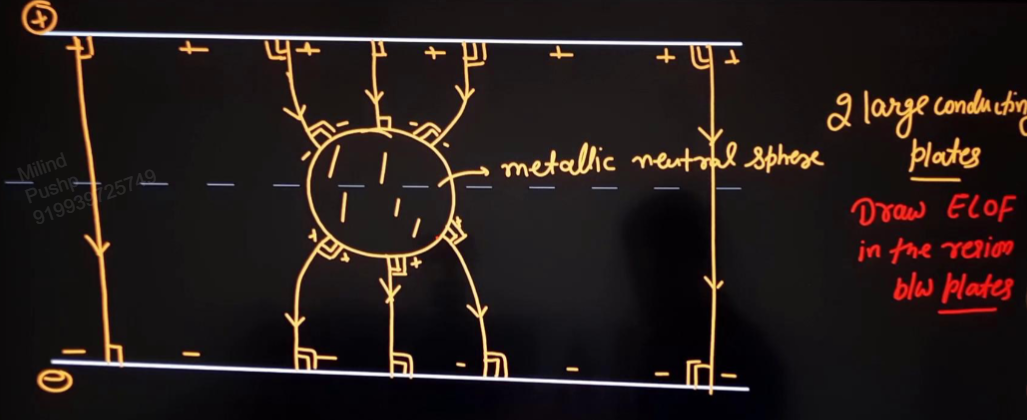 +
+ + + + + + +
2 large conducting
plates
metallic neutral sphere
Milind
Pushp
919939725749
Draw ELOF
in the region
b/w plates
- - -
+ + + +
- - - - - -
-